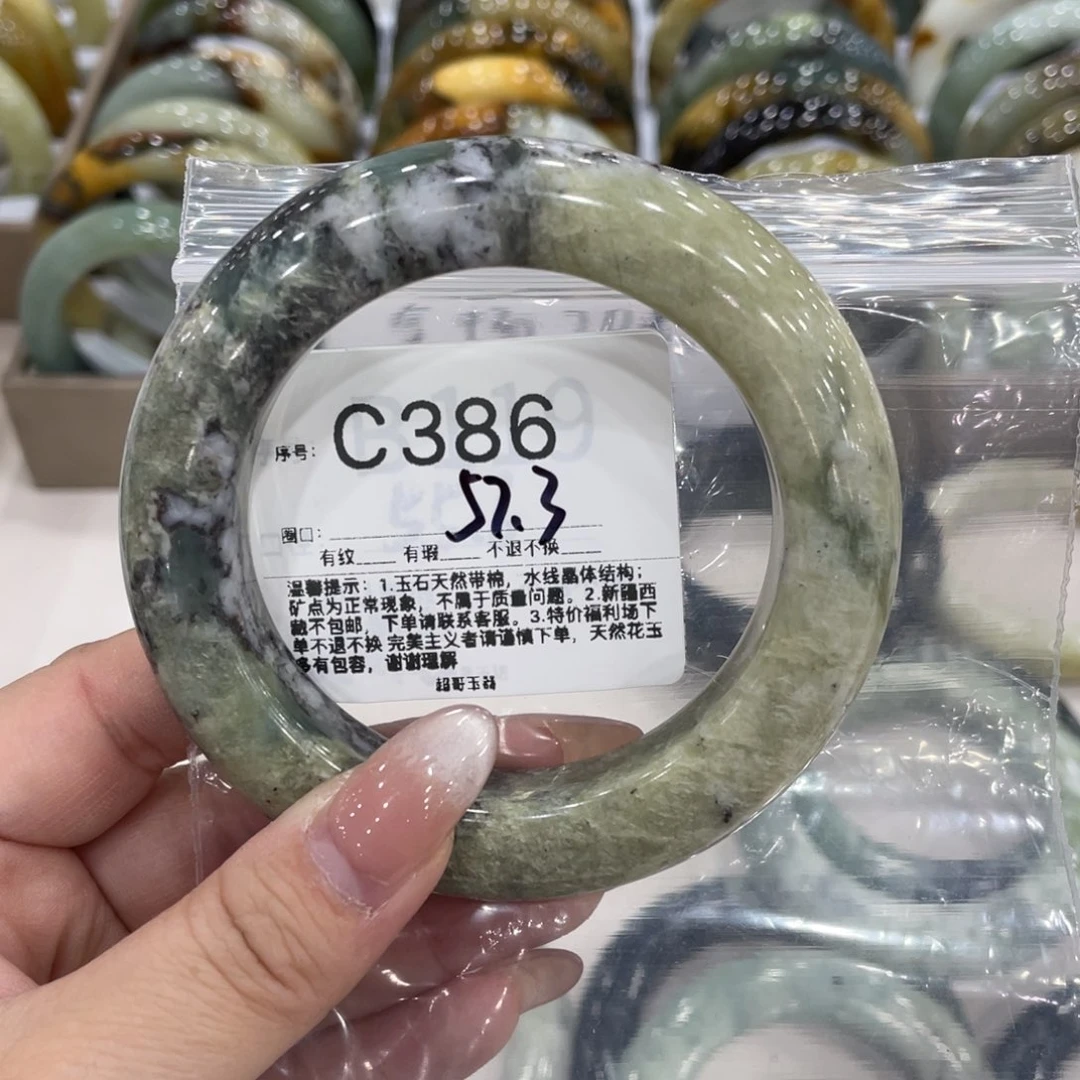 序号： C386
圈口： 57.3
有纹____ 有瑕____ 不退不换____
温馨提示：1.玉石天然带棉，水线晶体结构；
矿点为正常现象，不属于质量问题。2.新疆西
藏不包邮，下单请联系客服。3.特价福利场下
单不退不换 完美主义者请谨慎下单，天然花玉
多有包容，谢谢理解